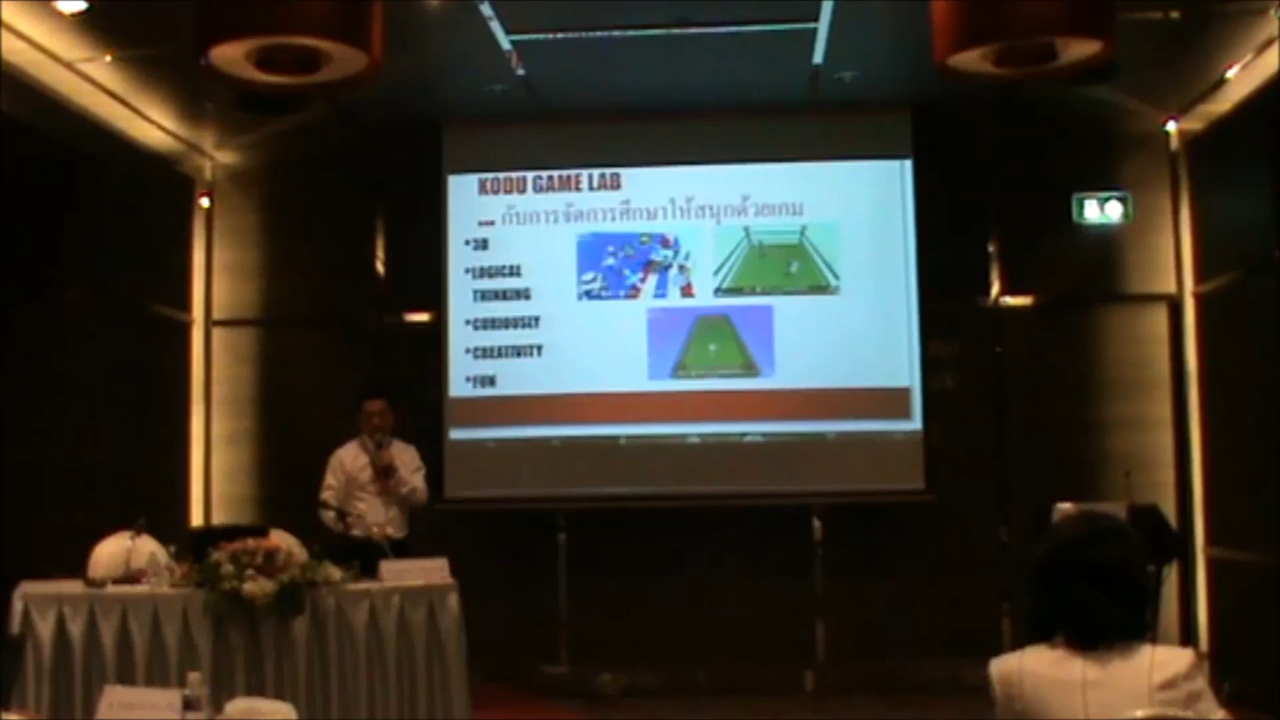 KODU GAME LAB
... กับการจัดการศึกษาให้สนุกด้วยเกม
*3D
*LOGICAL
THINKING
*CURIOUSLY
*CREATIVITY
*FUN